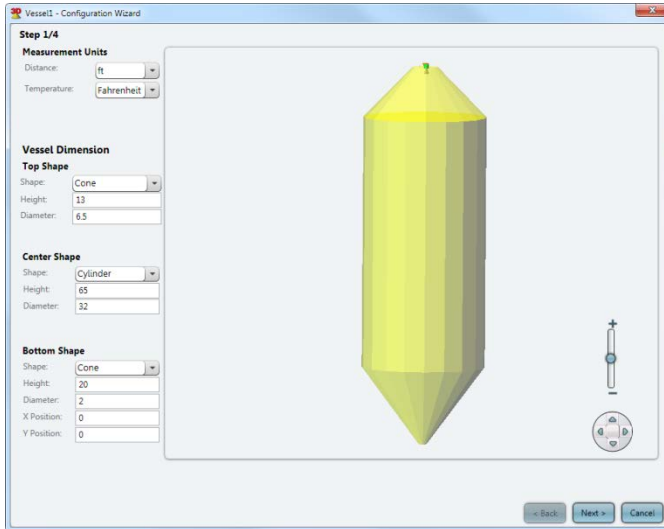 3D Vessel1 - Configuration Wizard
Step 1/4
Measurement Units
Distance: ft
Temperature: Fahrenheit
Vessel Dimension
Top Shape
Shape: Cone
Height: 13
Diameter: 6.5
Center Shape
Shape: Cylinder
Height: 65
Diameter: 32
Bottom Shape
Shape: Cone
Height: 20
Diameter: 2
X Position: 0
Y Position: 0
+
−
< Back Next > Cancel